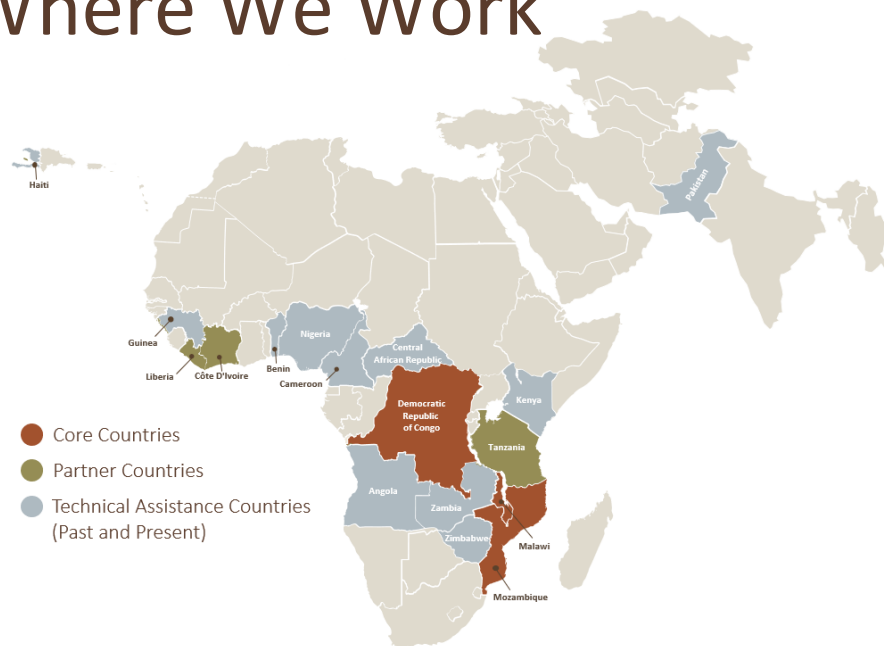 Where We Work
Haiti
Pakistan
Guinea
Liberia
Côte D'Ivoire
Benin
Nigeria
Cameroon
Central
African Republic
Democratic
Republic
of Congo
Kenya
Tanzania
Angola
Zambia
Zimbabwe
Malawi
Mozambique
Core Countries
Partner Countries
Technical Assistance Countries
(Past and Present)